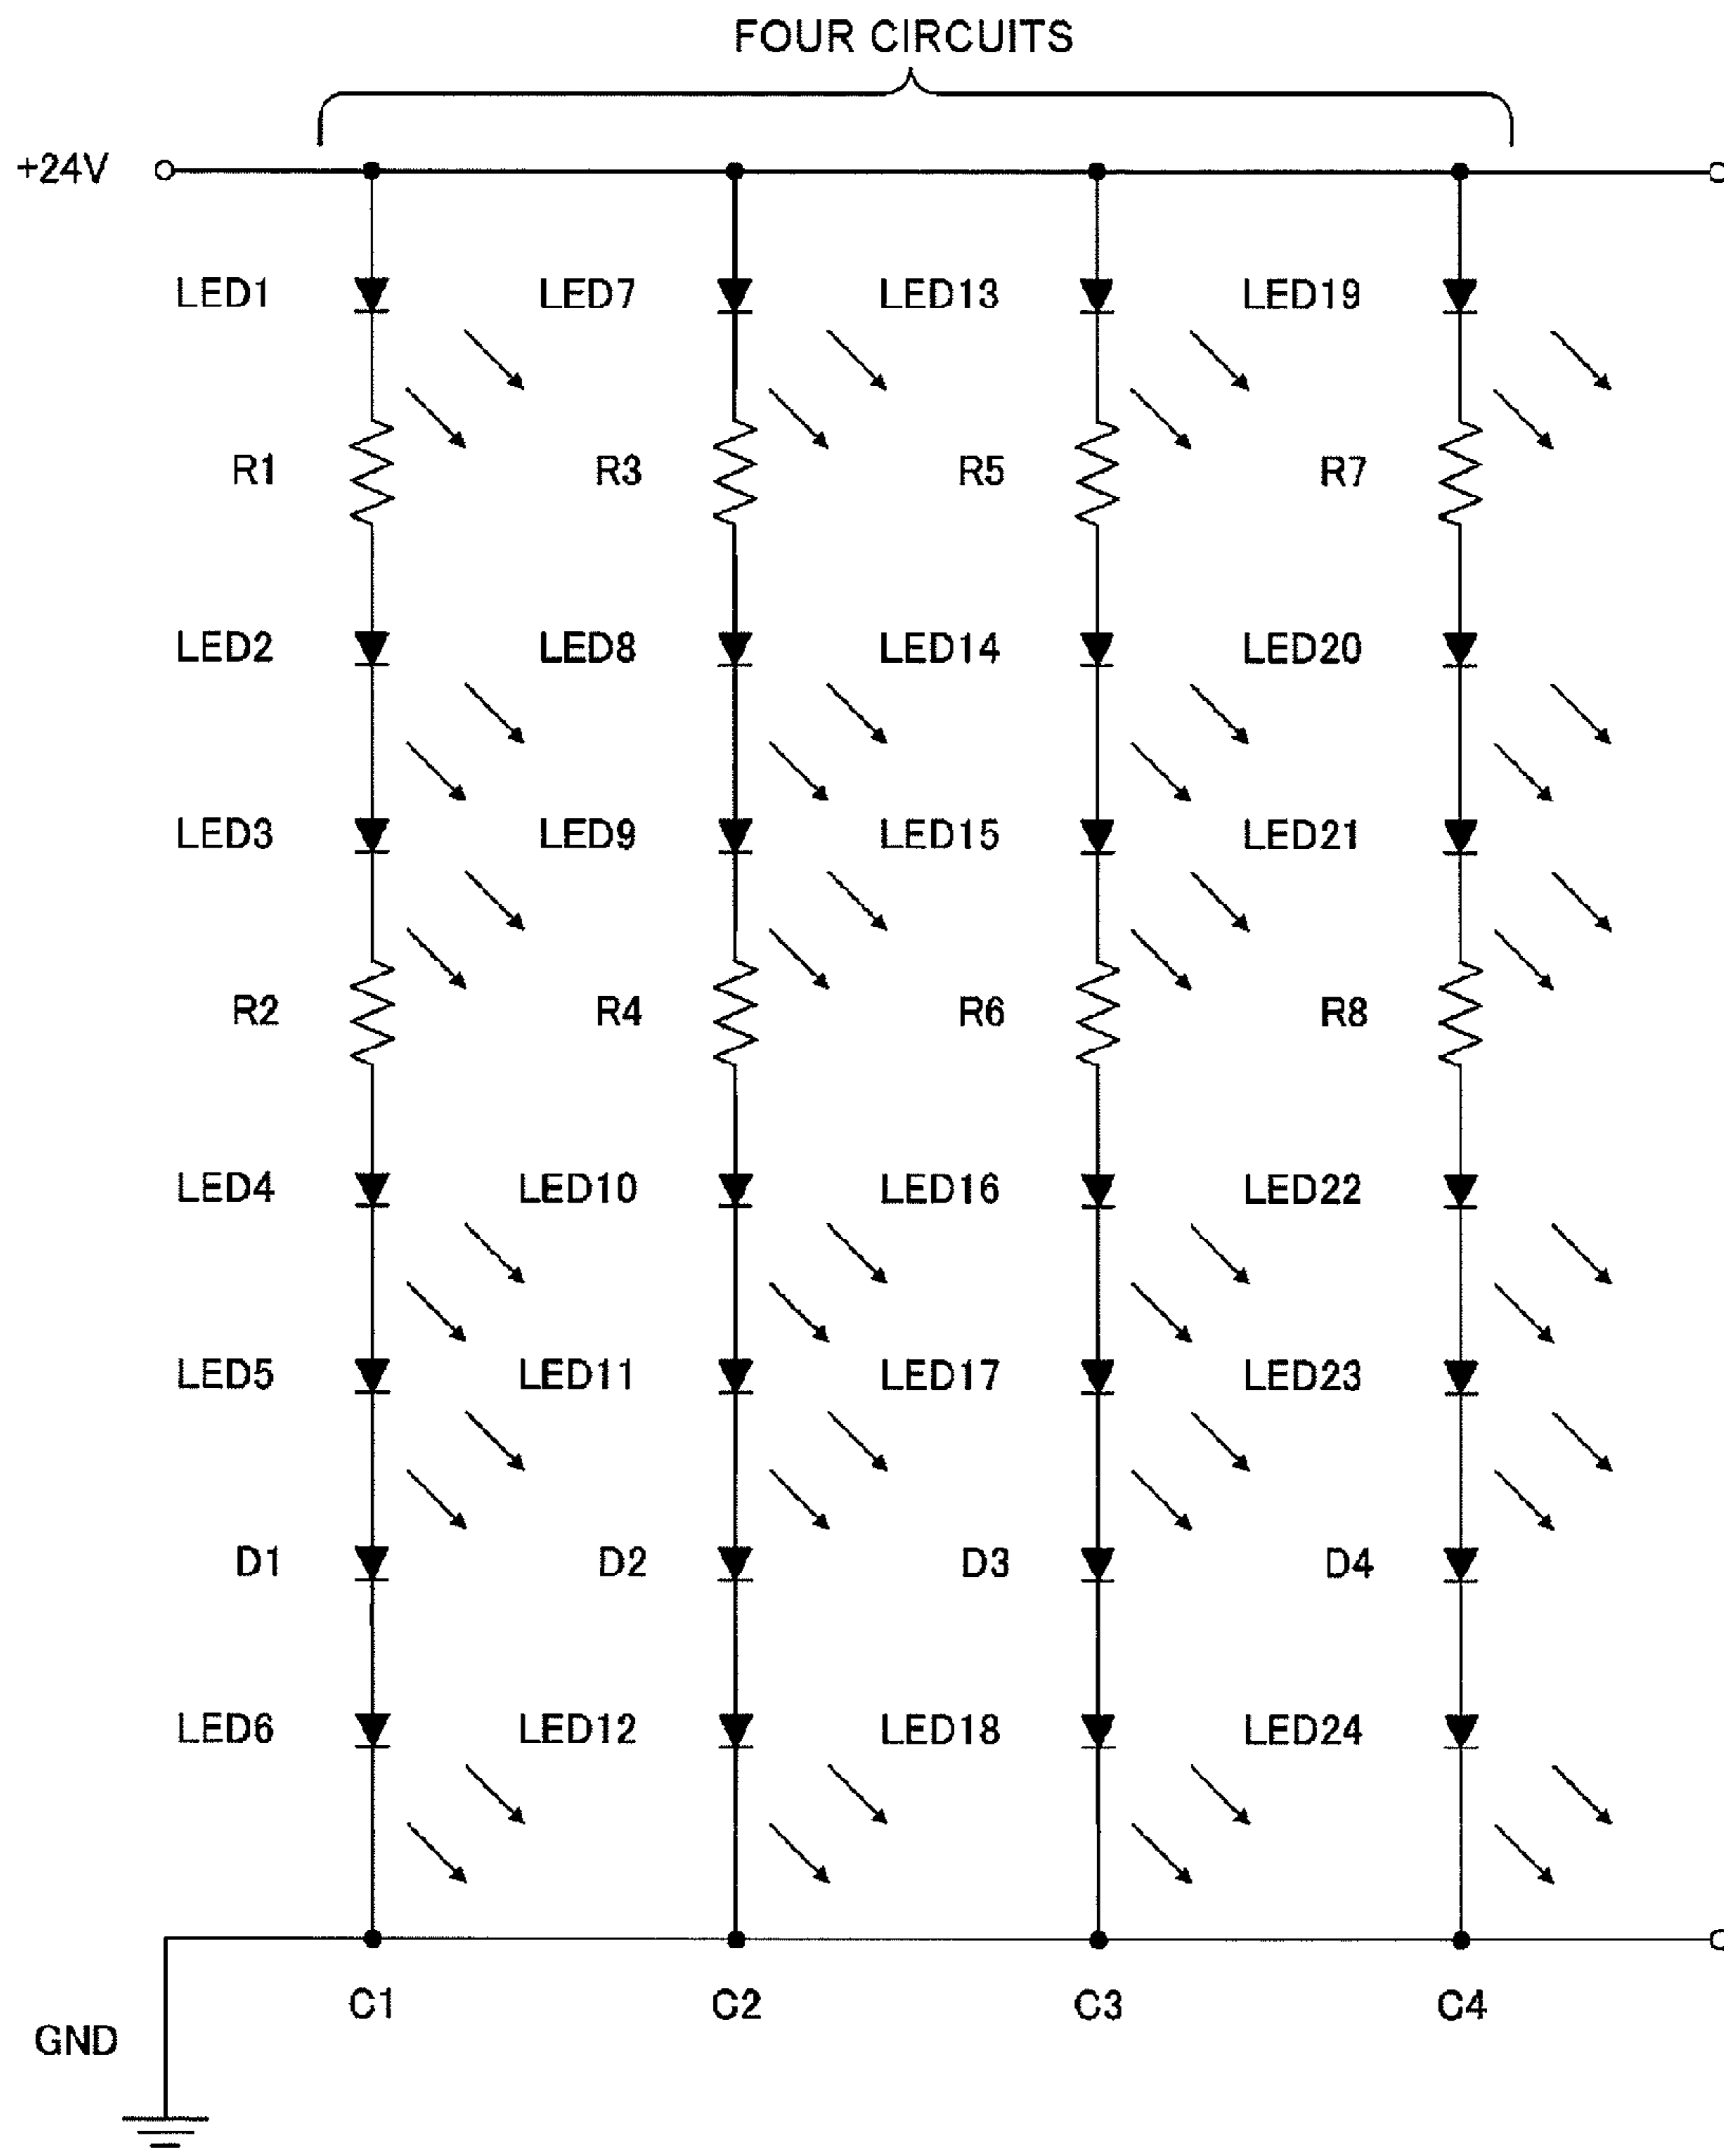 FOUR CIRCUITS
+24V
LED1 LED7 LED13 LED19
R1 R3 R5 R7
LED2 LED8 LED14 LED20
LED3 LED9 LED15 LED21
R2 R4 R6 R8
LED4 LED10 LED16 LED22
LED5 LED11 LED17 LED23
D1 D2 D3 D4
LED6 LED12 LED18 LED24
C1 C2 C3 C4
GND